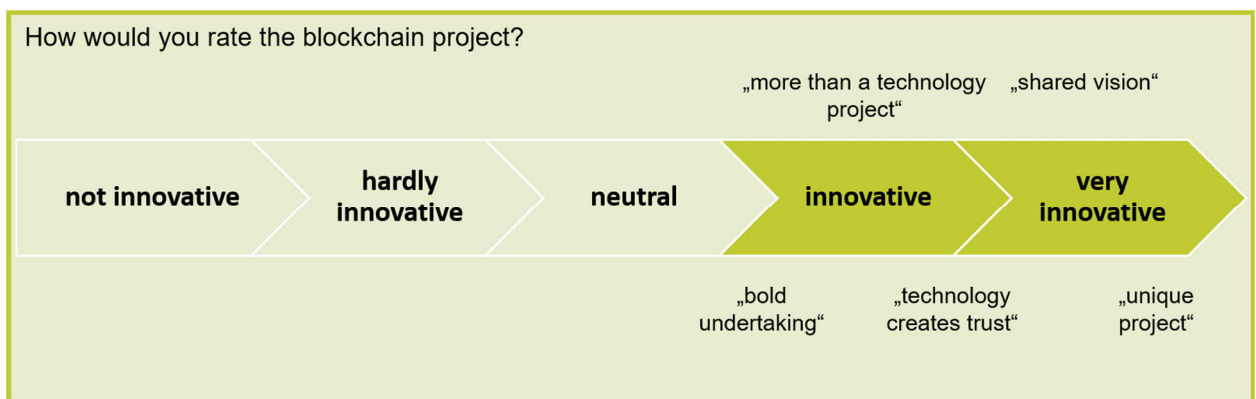 How would you rate the blockchain project?
„more than a technology
project“
„shared vision“
not innovative
hardly
innovative
neutral
innovative
very
innovative
„bold
undertaking“
„technology
creates trust“
„unique
project“